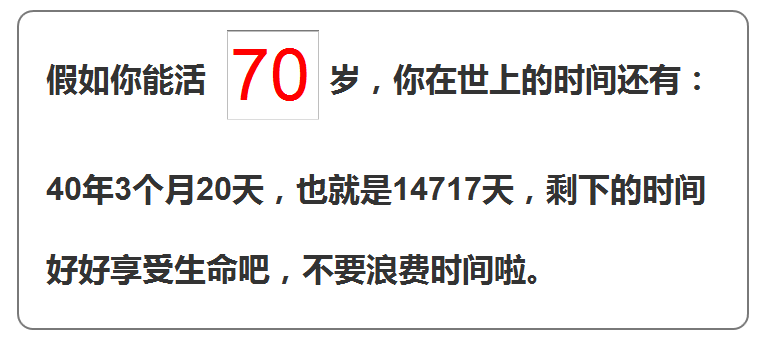 假如你能活 70 岁，你在世上的时间还有：
40年3个月20天，也就是14717天，剩下的时间
好好享受生命吧，不要浪费时间啦。